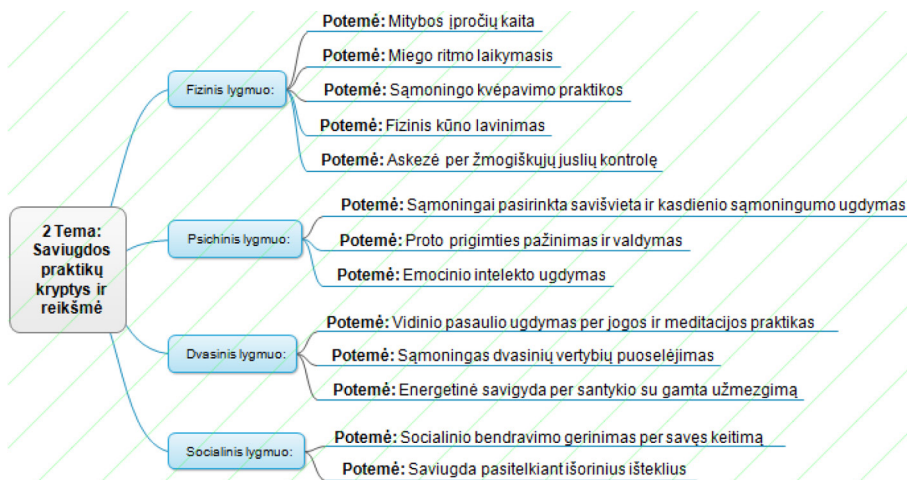 2 Tema:
Saviugdos
praktikų
kryptys ir
reikšmė
Fizinis lygmuo:
Potemė: Mitybos įpročių kaita
Potemė: Miego ritmo laikymasis
Potemė: Sąmoningo kvėpavimo praktikos
Potemė: Fizinis kūno lavinimas
Potemė: Askezė per žmogiškųjų juslių kontrolę
Psichinis lygmuo:
Potemė: Sąmoningai pasirinkta savišvieta ir kasdienio sąmoningumo ugdymas
Potemė: Proto prigimties pažinimas ir valdymas
Potemė: Emocinio intelekto ugdymas
Dvasinis lygmuo:
Potemė: Vidinio pasaulio ugdymas per jogos ir meditacijos praktikas
Potemė: Sąmoningas dvasinių vertybių puoselėjimas
Potemė: Energetinė savigyda per santykio su gamta užmezgimą
Socialinis lygmuo:
Potemė: Socialinio bendravimo gerinimas per savęs keitimą
Potemė: Saviugda pasitelkiant išorinius išteklius